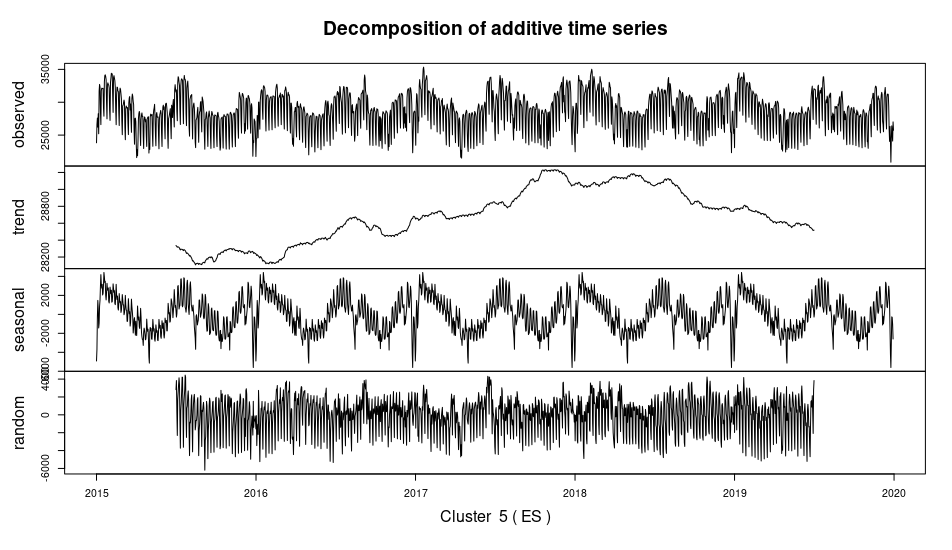 Decomposition of additive time series
observed
25000 35000
trend
28200 28800
seasonal
-2000 2000
random
-6000 0
2015 2016 2017 2018 2019 2020
Cluster 5 ( ES )